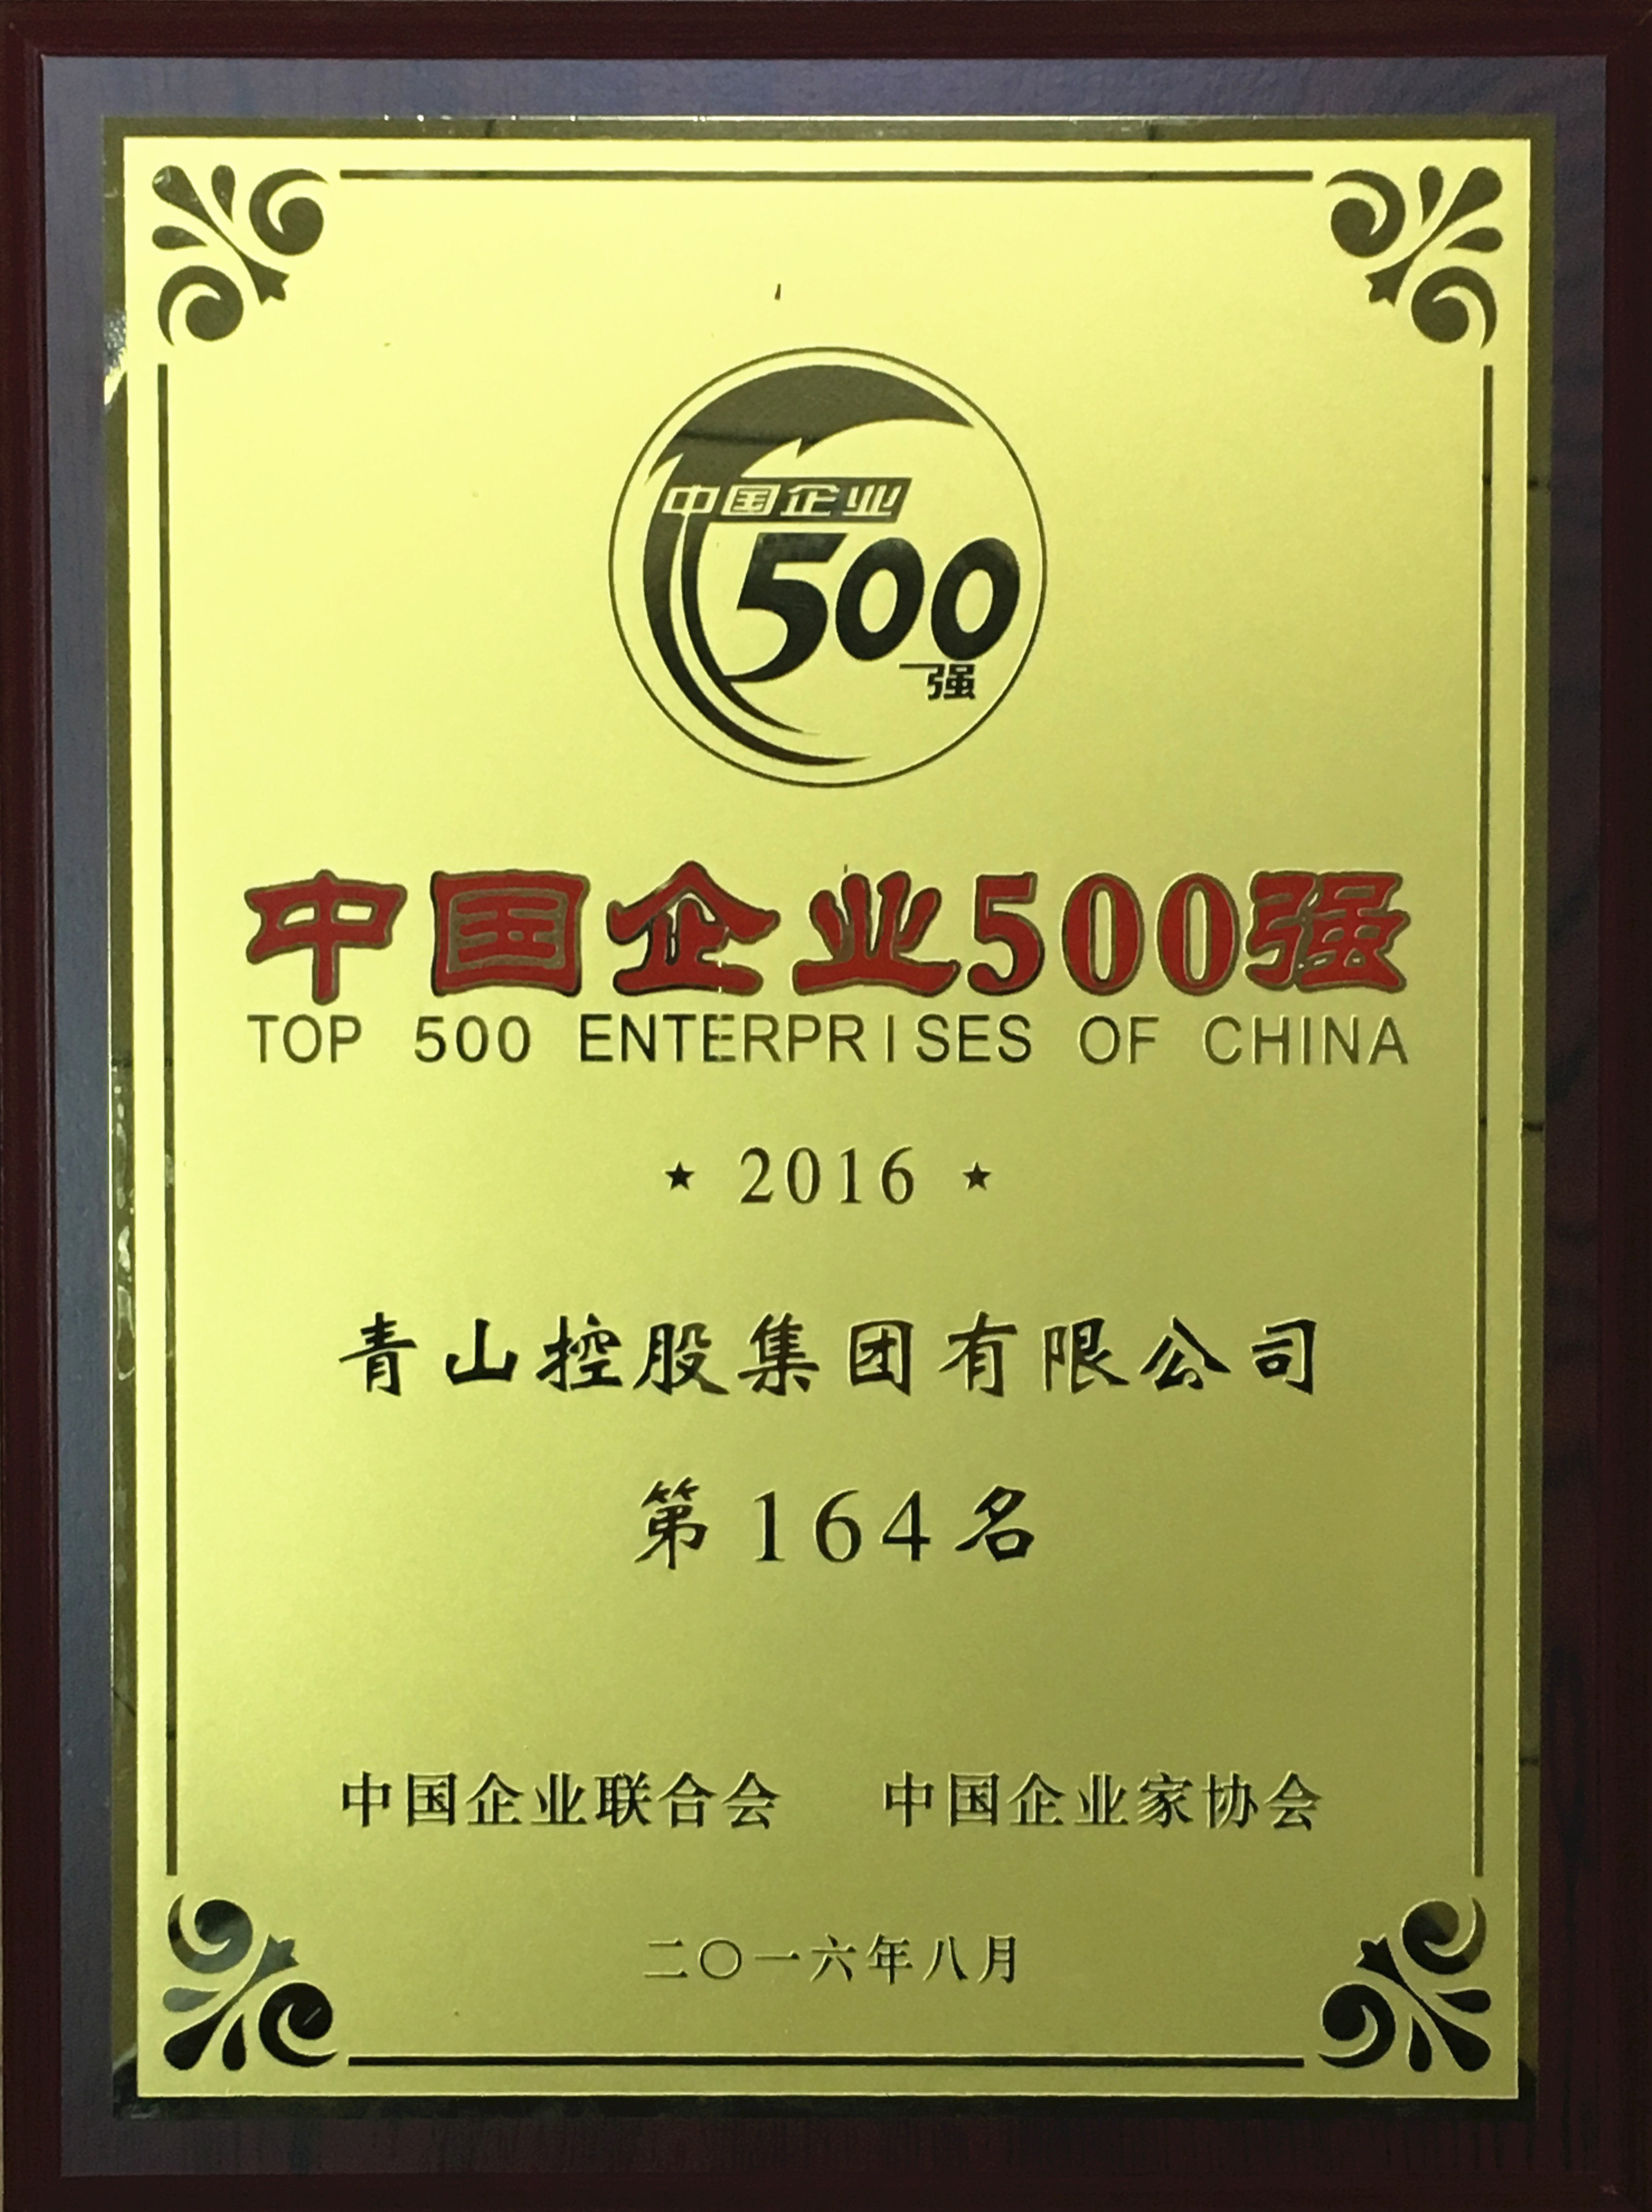 中国企业
500
强
中国企业500强
TOP 500 ENTERPRISES OF CHINA
★ 2016 ★
青山控股集团有限公司
第164名
中国企业联合会 中国企业家协会
二〇一六年八月